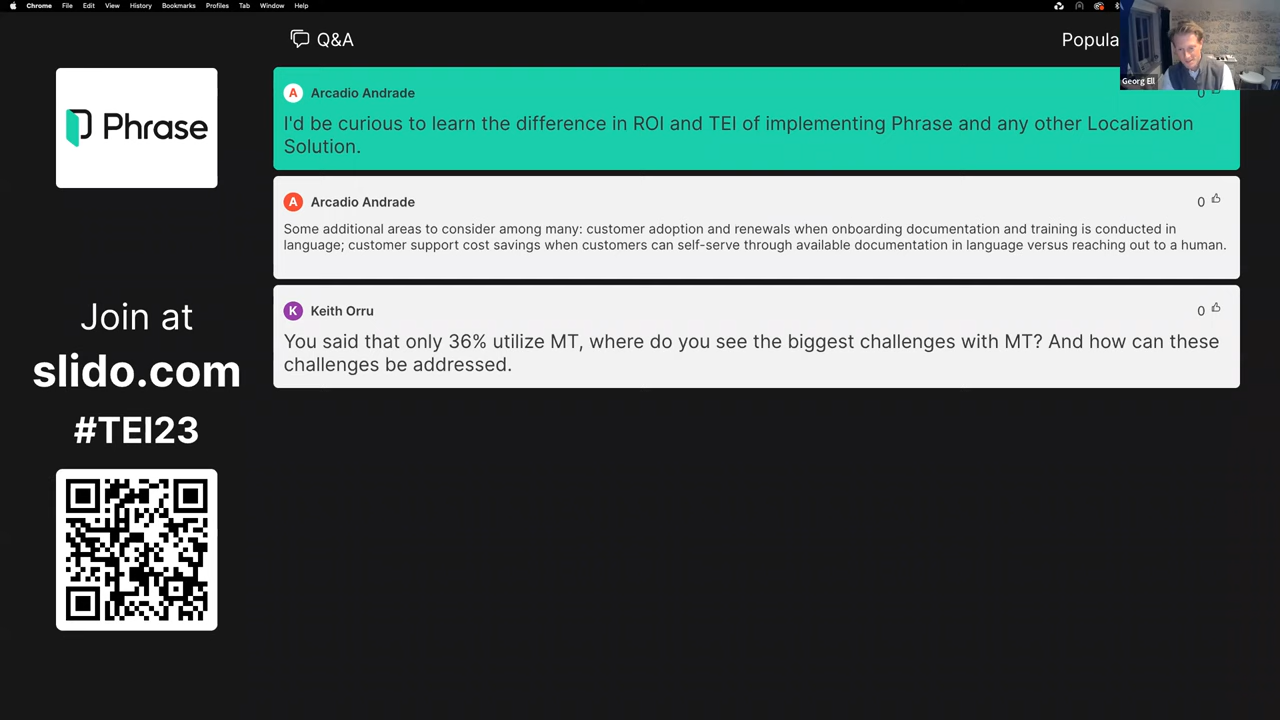 Chrome File Edit View History Bookmarks Profiles Tab Window Help
Georg Ell
Q&A
Popula
Phrase
Arcadio Andrade
0
I'd be curious to learn the difference in ROI and TEI of implementing Phrase and any other Localization
Solution.
Arcadio Andrade
0
Some additional areas to consider among many: customer adoption and renewals when onboarding documentation and training is conducted in
language; customer support cost savings when customers can self-serve through available documentation in language versus reaching out to a human.
Keith Orru
0
You said that only 36% utilize MT, where do you see the biggest challenges with MT? And how can these
challenges be addressed.
Join at
slido.com
#TEI23